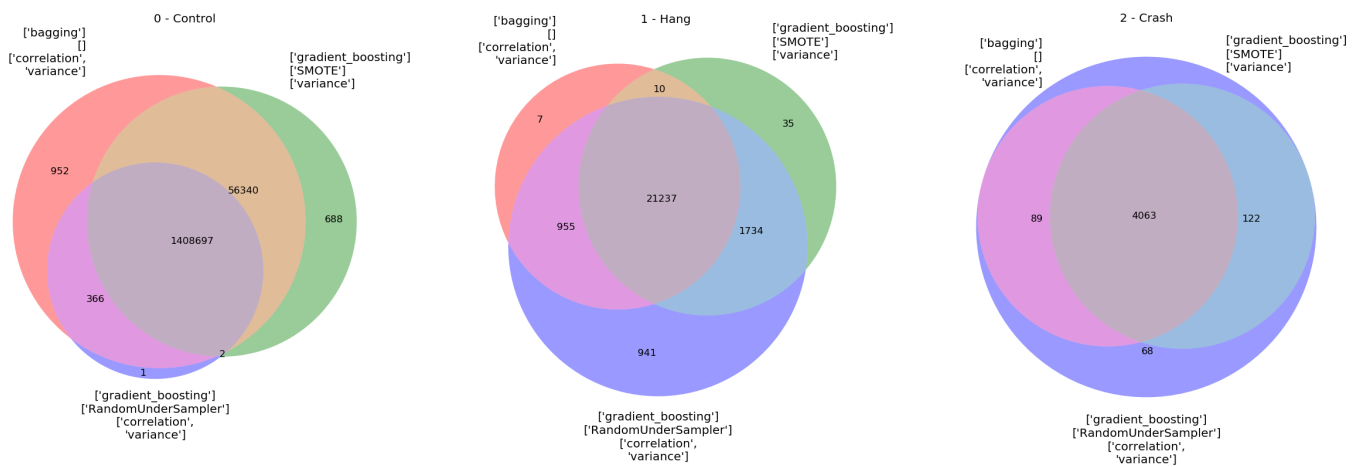 0 - Control
['bagging']
[]
['correlation',
'variance']
['gradient_boosting']
['SMOTE']
['variance']
952
56340
688
1408697
366
2
1
['gradient_boosting']
['RandomUnderSampler']
['correlation',
'variance']
1 - Hang
['bagging']
[]
['correlation',
'variance']
['gradient_boosting']
['SMOTE']
['variance']
10
7
35
21237
955
1734
941
['gradient_boosting']
['RandomUnderSampler']
['correlation',
'variance']
2 - Crash
['bagging']
[]
['correlation',
'variance']
['gradient_boosting']
['SMOTE']
['variance']
89
4063
122
68
['gradient_boosting']
['RandomUnderSampler']
['correlation',
'variance']